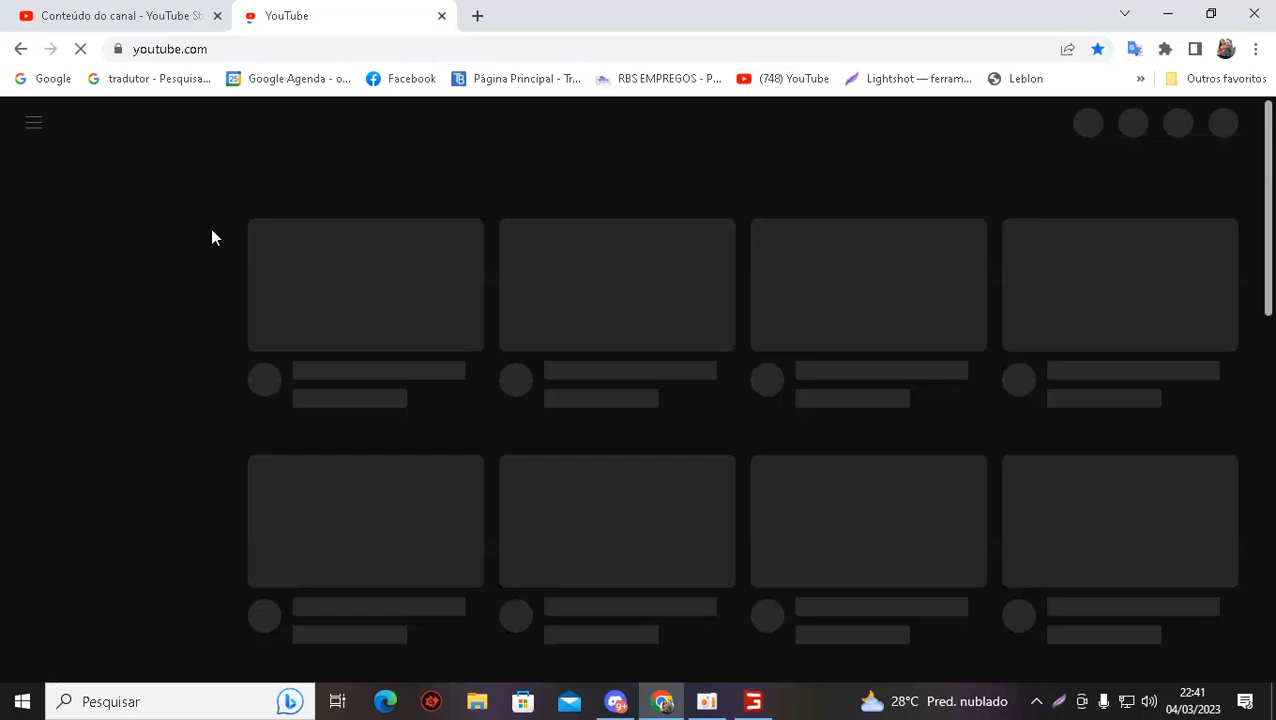 Conteúdo do canal - YouTube St
YouTube
youtube.com
Google
tradutor - Pesquisa...
Google Agenda - o...
Facebook
Página Principal - Tr...
RBS EMPREGOS - P...
(748) YouTube
Lightshot — ferram...
Leblon
»
Outros favoritos
Pesquisar
28°C Pred. nublado
22:41
04/03/2023